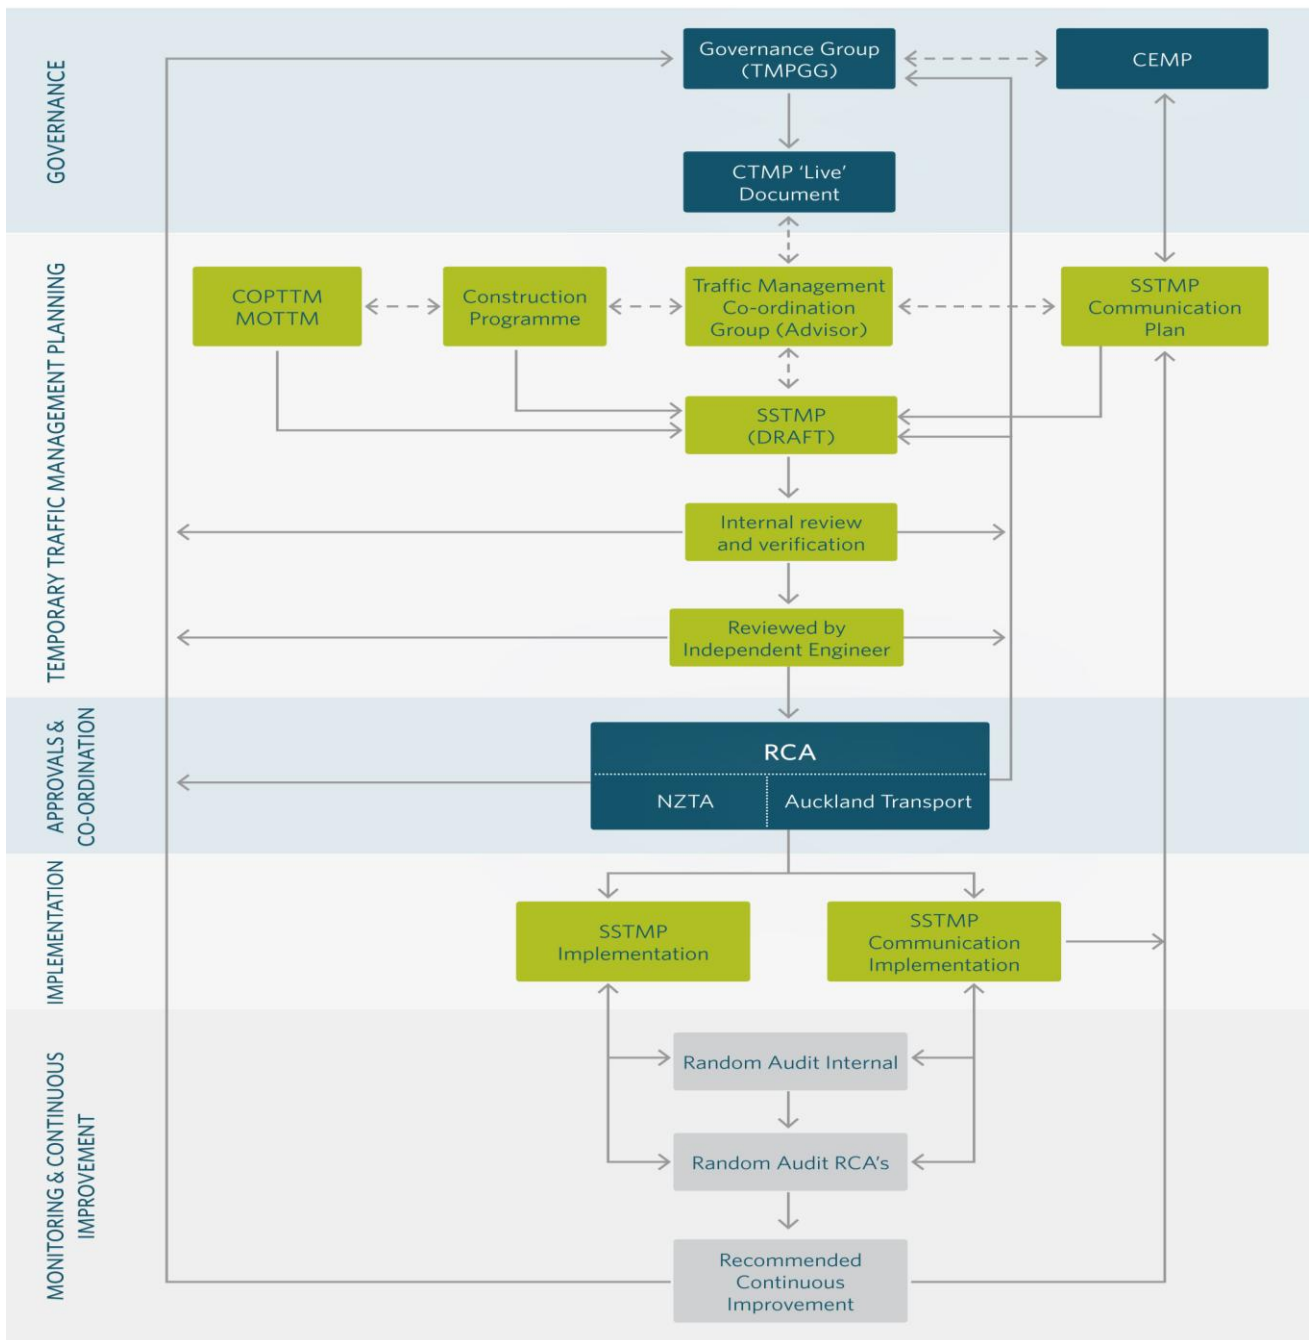 GOVERNANCE
Governance Group
(TMPGG)
CEMP
CTMP ‘Live’
Document
TEMPORARY TRAFFIC MANAGEMENT PLANNING
COPTTM
MOTTM
Construction
Programme
Traffic Management
Co-ordination
Group (Advisor)
SSTMP
Communication
Plan
SSTMP
(DRAFT)
Internal review
and verification
Reviewed by
Independent Engineer
APPROVALS &
CO-ORDINATION
RCA
NZTA
Auckland Transport
IMPLEMENTATION
SSTMP
Implementation
SSTMP
Communication
Implementation
MONITORING & CONTINUOUS
IMPROVEMENT
Random Audit Internal
Random Audit RCA’s
Recommended
Continuous
Improvement